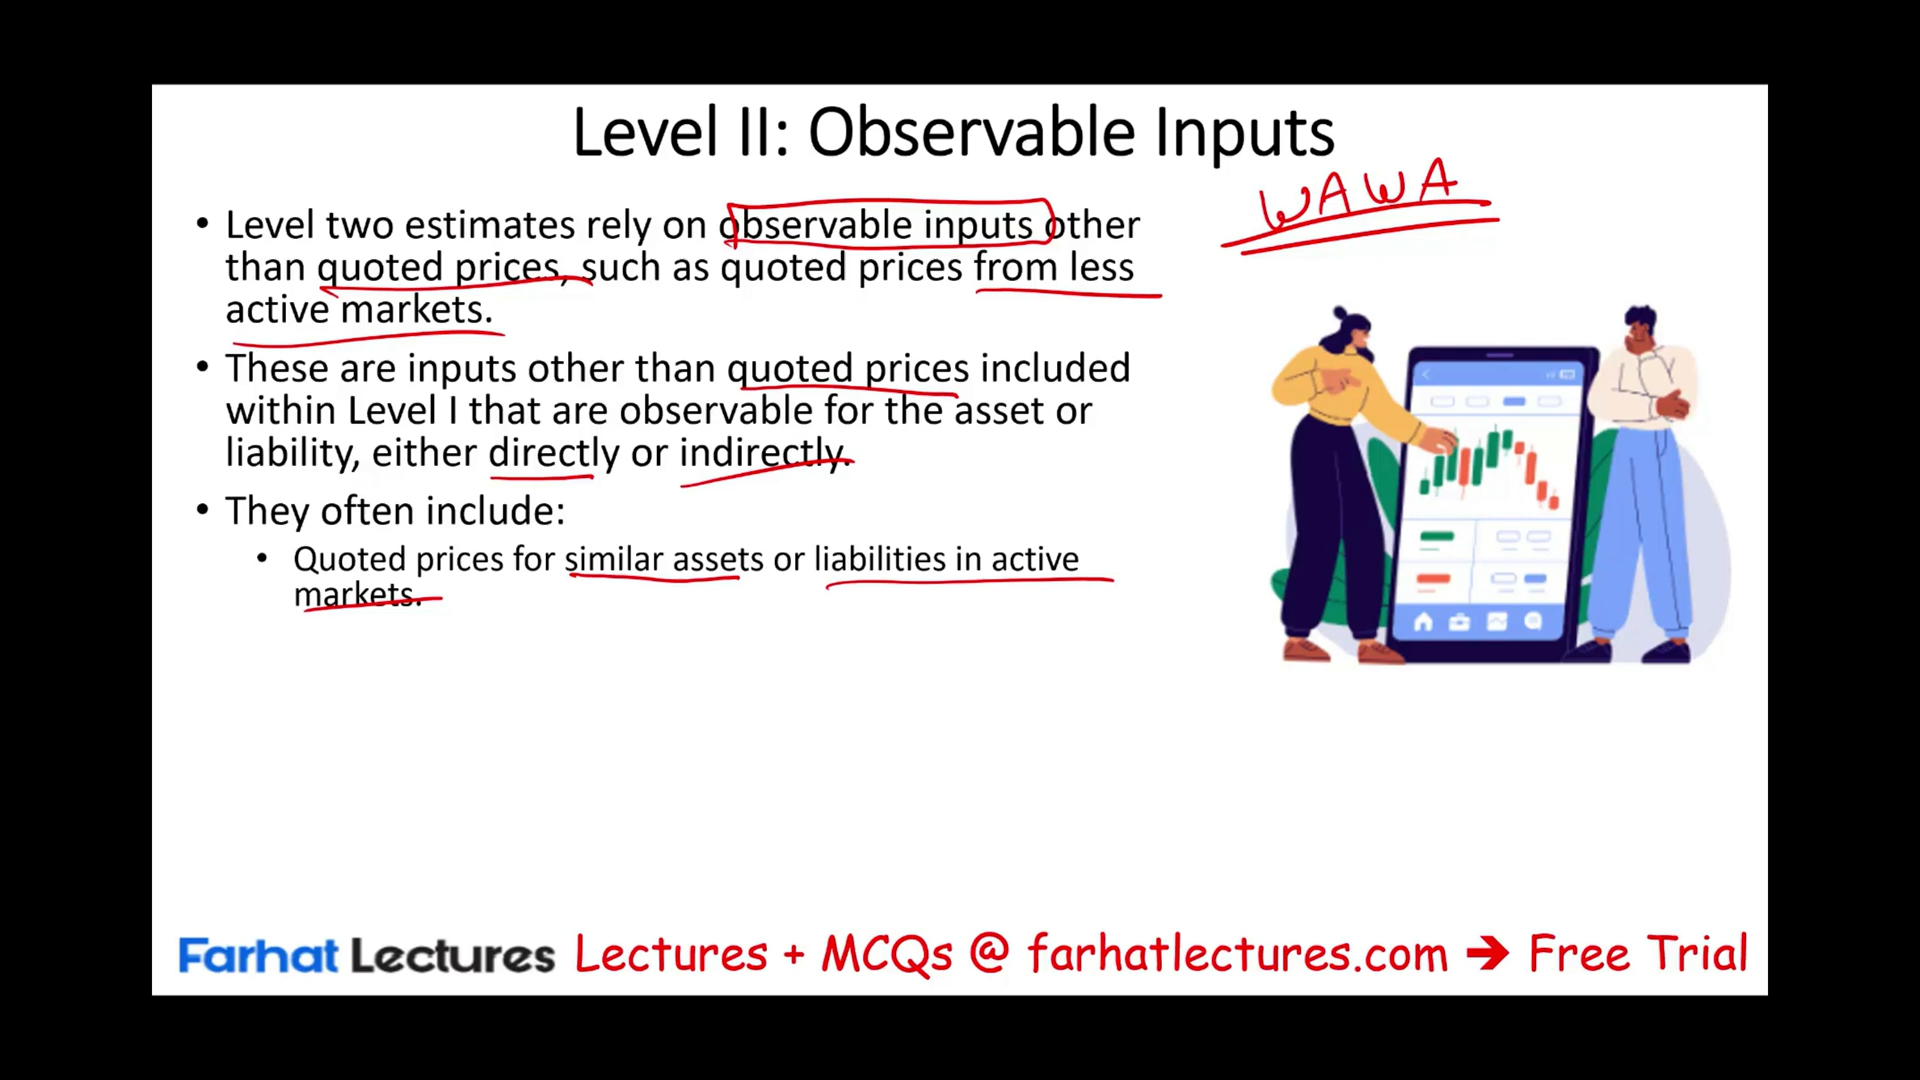 Level II: Observable Inputs
WAWA
• Level two estimates rely on observable inputs other
than quoted prices, such as quoted prices from less
active markets.
• These are inputs other than quoted prices included
within Level I that are observable for the asset or
liability, either directly or indirectly.
• They often include:
• Quoted prices for similar assets or liabilities in active
markets.
Farhat Lectures Lectures + MCQs @ farhatlectures.com ➔ Free Trial